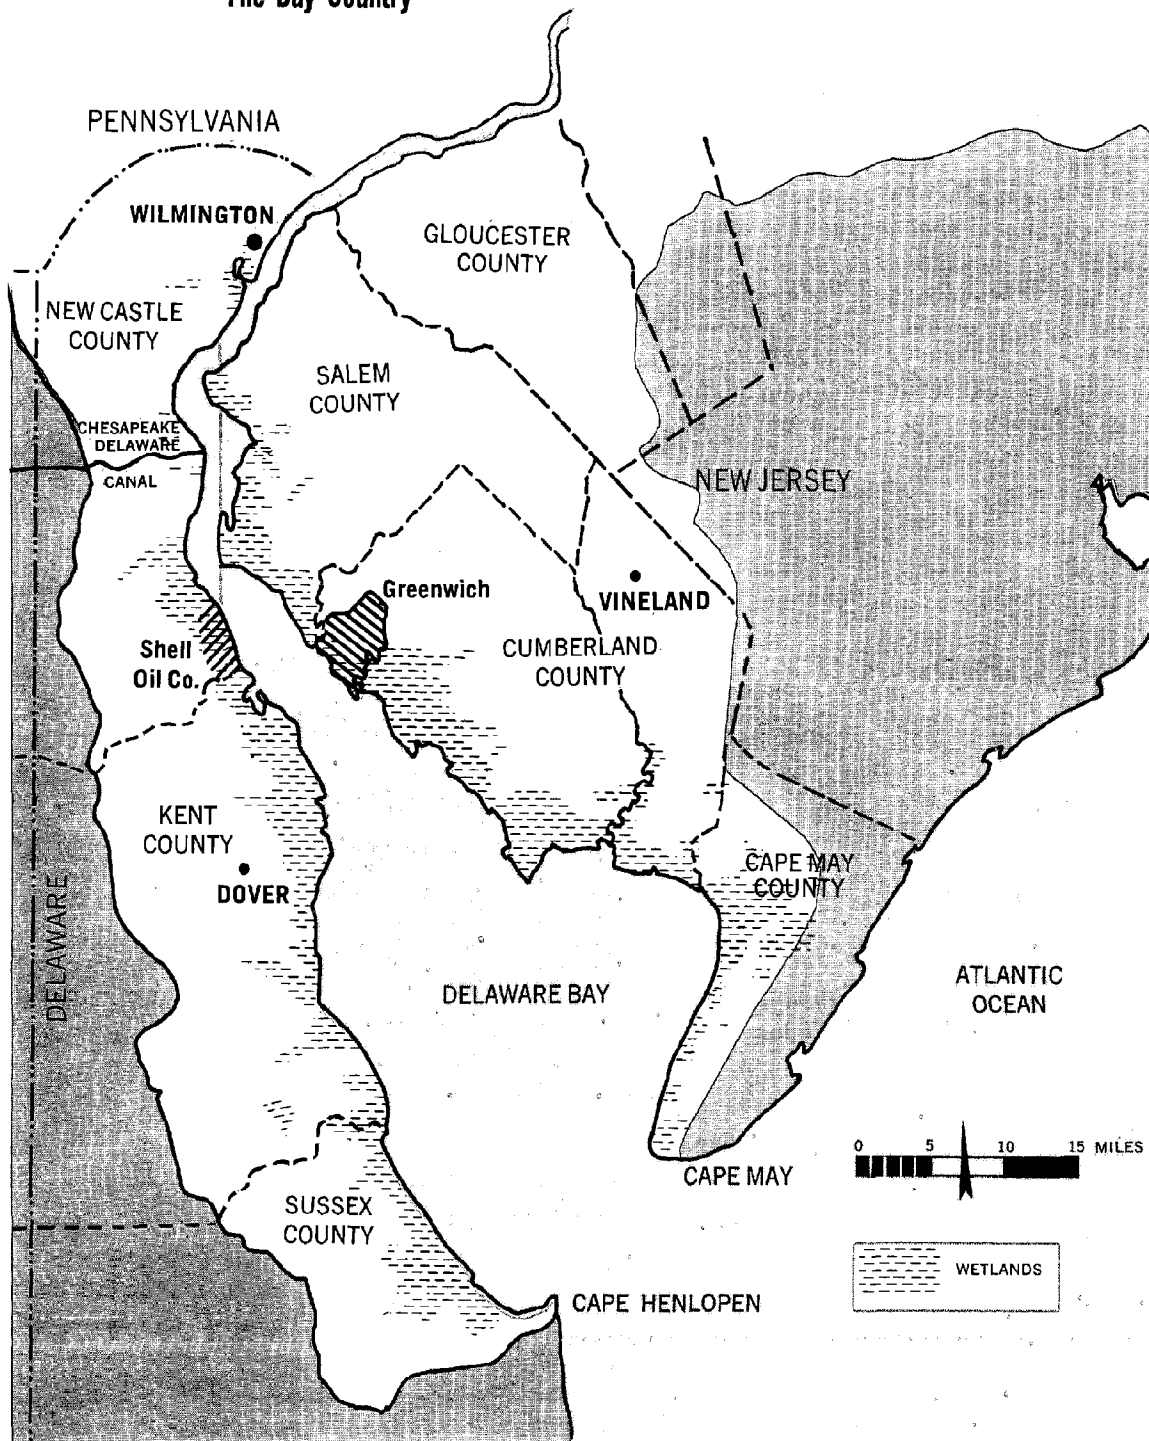 The Bay Country
PENNSYLVANIA
WILMINGTON
GLOUCESTER
COUNTY
NEW CASTLE
COUNTY
SALEM
COUNTY
CHESAPEAKE
DELAWARE
CANAL
NEW JERSEY
Greenwich
VINELAND
Shell
Oil Co.
CUMBERLAND
COUNTY
KENT
COUNTY
DOVER
CAPE MAY
COUNTY
DELAWARE
DELAWARE BAY
ATLANTIC
OCEAN
0 5 10 15 MILES
CAPE MAY
SUSSEX
COUNTY
WETLANDS
CAPE HENLOPEN